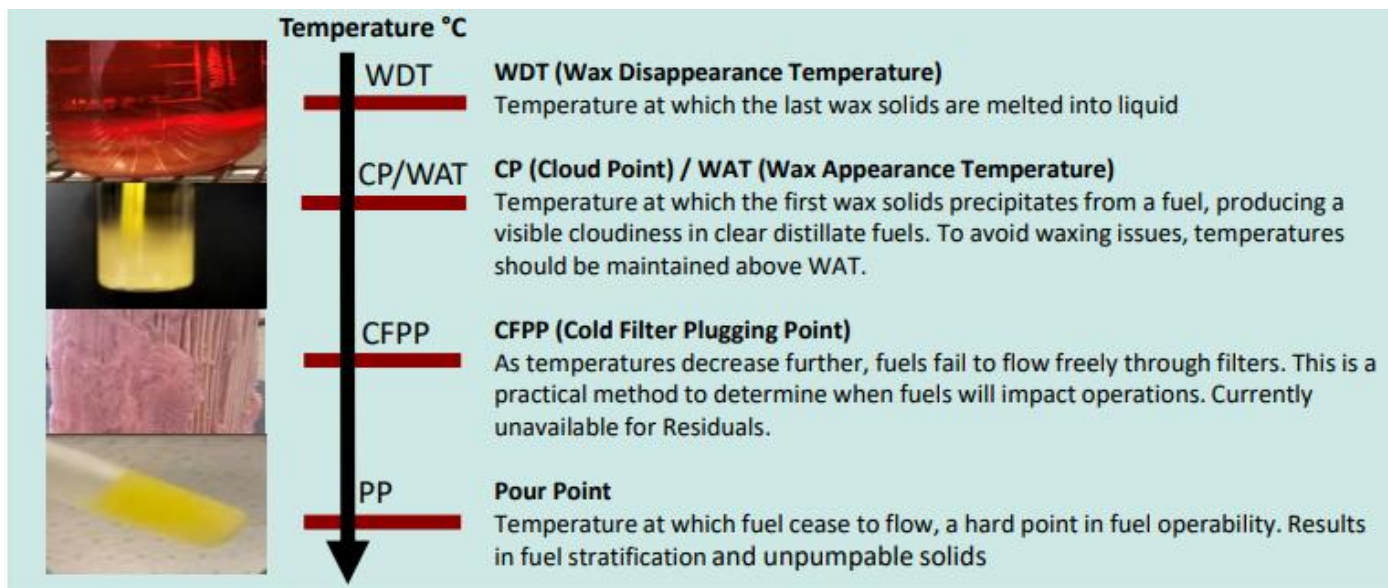 Temperature °C
WDT
WDT (Wax Disappearance Temperature)
Temperature at which the last wax solids are melted into liquid
CP/WAT
CP (Cloud Point) / WAT (Wax Appearance Temperature)
Temperature at which the first wax solids precipitates from a fuel, producing a
visible cloudiness in clear distillate fuels. To avoid waxing issues, temperatures
should be maintained above WAT.
CFPP
CFPP (Cold Filter Plugging Point)
As temperatures decrease further, fuels fail to flow freely through filters. This is a
practical method to determine when fuels will impact operations. Currently
unavailable for Residuals.
PP
Pour Point
Temperature at which fuel cease to flow, a hard point in fuel operability. Results
in fuel stratification and unpumpable solids